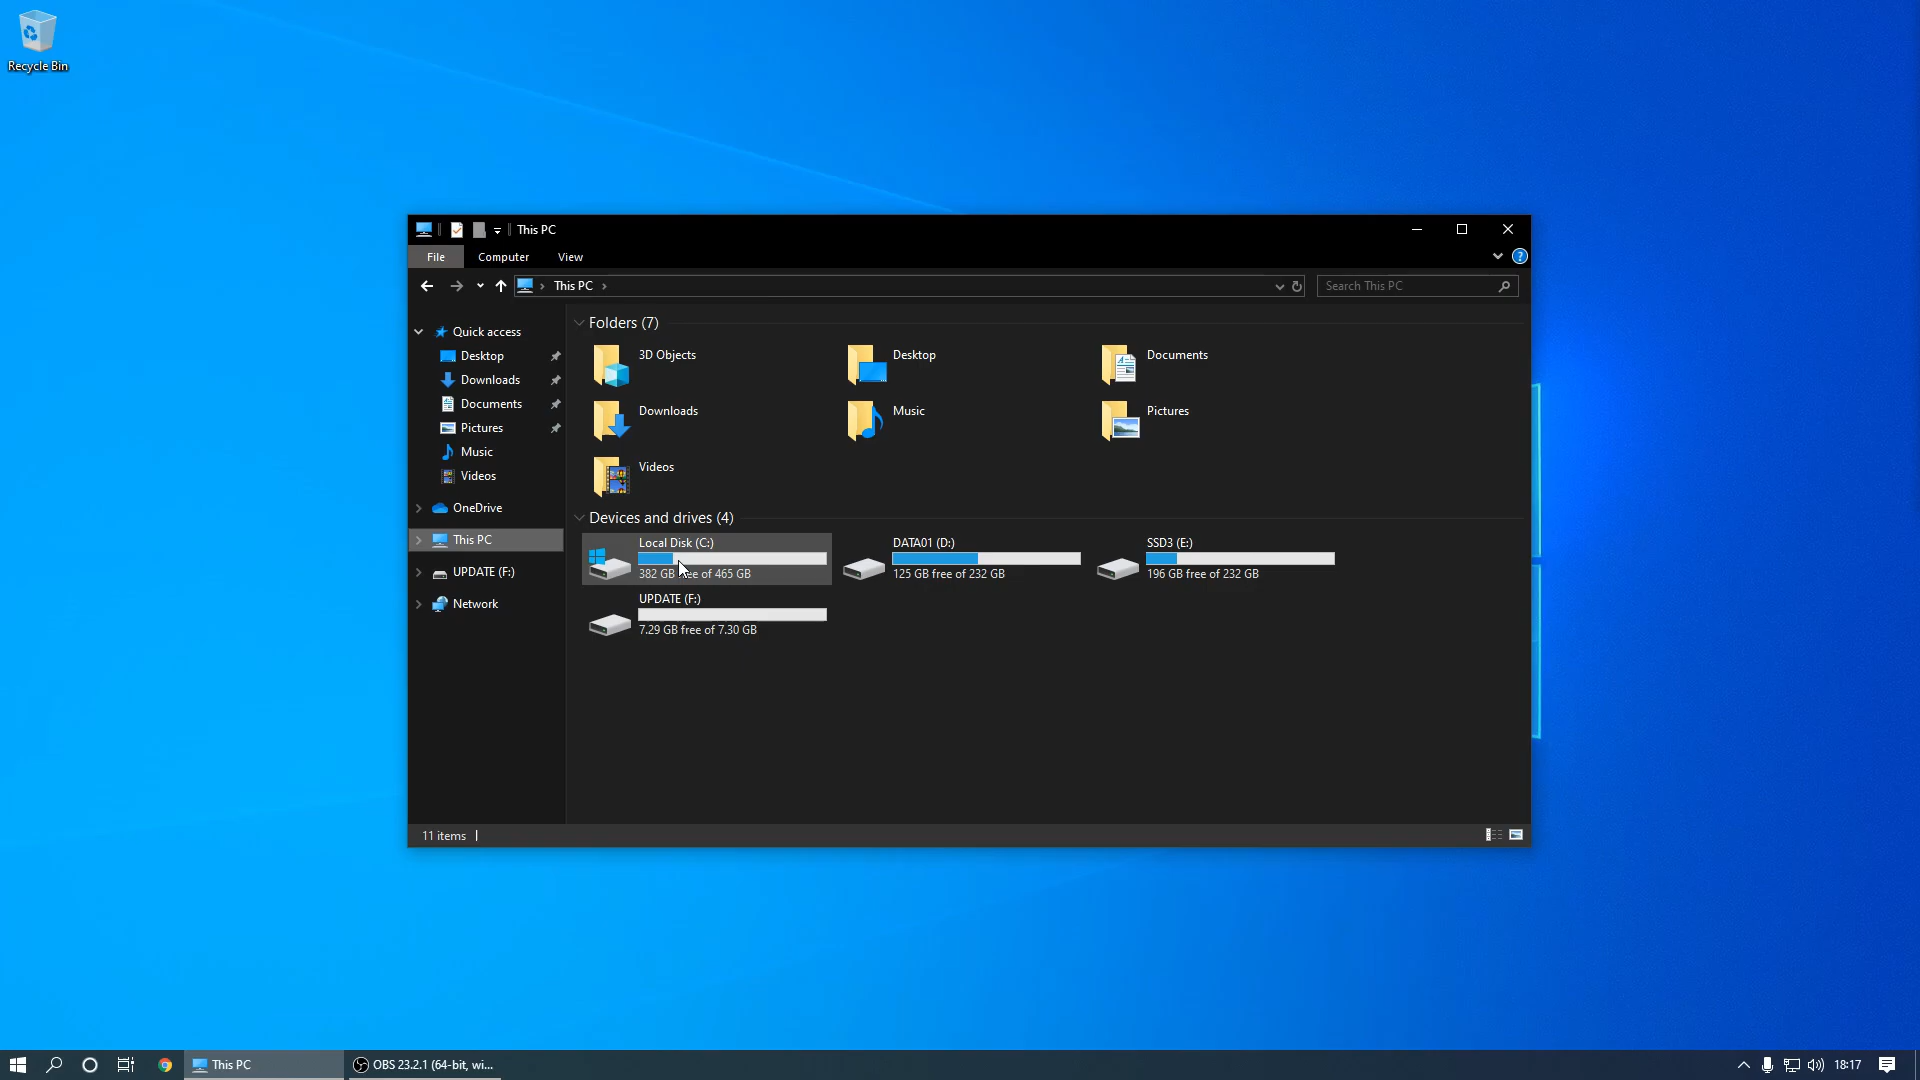 Recycle Bin
This PC
File Computer View
This PC
Search This PC
Quick access
Desktop
Downloads
Documents
Pictures
Music
Videos
OneDrive
This PC
UPDATE (F:)
Network
Folders (7)
3D Objects
Desktop
Documents
Downloads
Music
Pictures
Videos
Devices and drives (4)
Local Disk (C:)
382 GB free of 465 GB
DATA01 (D:)
125 GB free of 232 GB
SSD3 (E:)
196 GB free of 232 GB
UPDATE (F:)
7.29 GB free of 7.30 GB
11 items
This PC
OBS 23.2.1 (64-bit, wi...
18:17